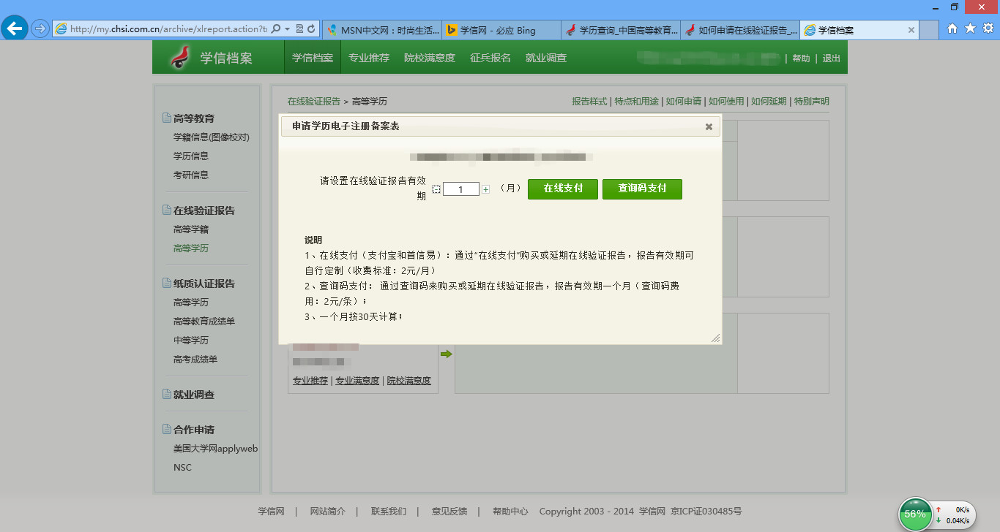 http://my.chsi.com.cn/archive/xlreport.action?t
MSN中文网：时尚生活...
学信网 - 必应 Bing
学历查询_中国高等教育...
如何申请在线验证报告_...
学信档案
学信档案
学信档案
专业推荐
院校满意度
征兵报名
就业调查
| 帮助 | 退出
高等教育
学籍信息(图像校对)
学历信息
考研信息
在线验证报告
高等学籍
高等学历
纸质认证报告
高等学历
高等教育成绩单
中等学历
高考成绩单
就业调查
合作申请
美国大学网applyweb
NSC
在线验证报告 > 高等学历
报告样式 | 特点和用途 | 如何申请 | 如何使用 | 如何延期 | 特别声明
申请学历电子注册备案表
请设置在线验证报告有效
期
1
（月）
在线支付
查询码支付
说明
1、在线支付（支付宝和首信易）：通过“在线支付”购买或延期在线验证报告，报告有效期可
自行定制（收费标准：2元/月）
2、查询码支付： 通过查询码来购买或延期在线验证报告，报告有效期一个月（查询码费
用：2元/条）；
3、一个月按30天计算；
专业推荐 | 专业满意度 | 院校满意度
学信网 | 网站简介 | 联系我们 | 意见反馈 | 帮助中心 Copyright 2003 - 2014 学信网 京ICP证030485号
56%
0K/s
0.04K/s